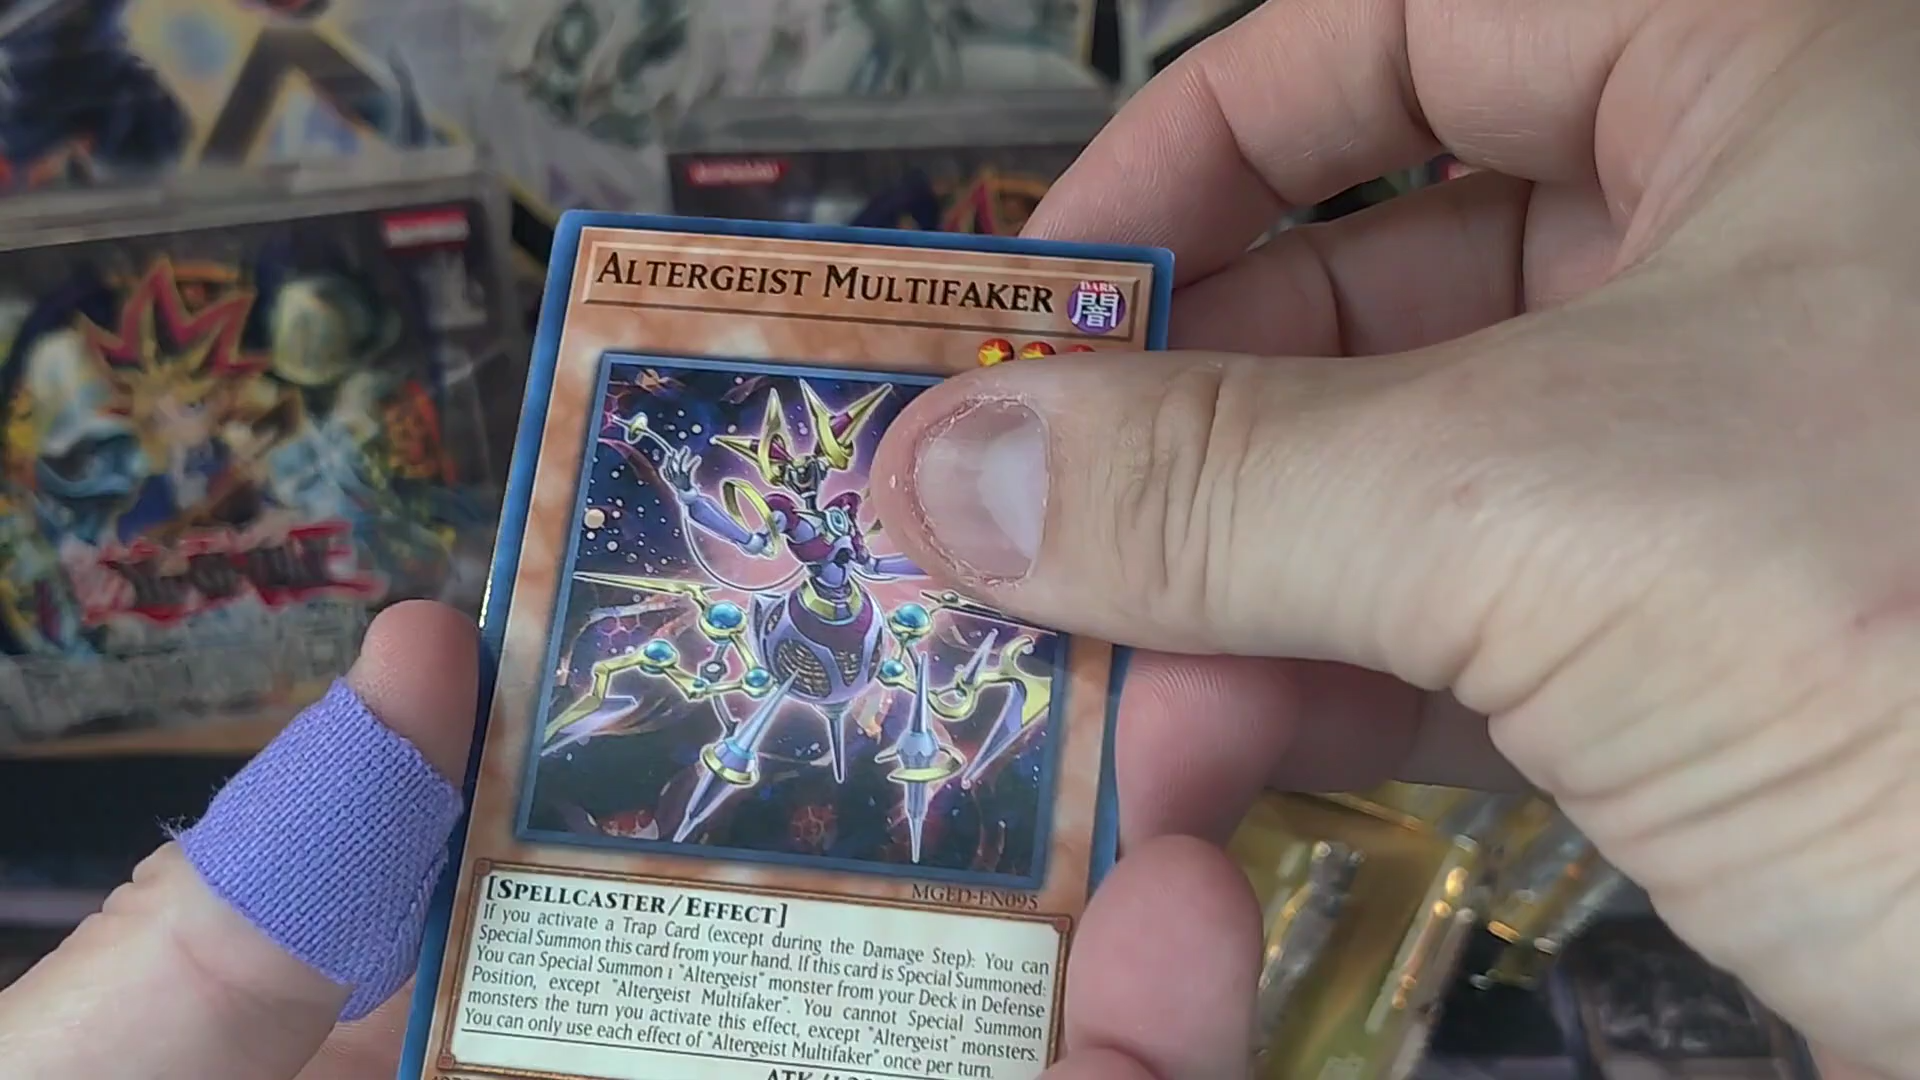 ALTERGEIST MULTIFAKER
DARK
闇
MGED-EN095
[SPELLCASTER/EFFECT]
If you activate a Trap Card (except during the Damage Step): You can
Special Summon this card from your hand. If this card is Special Summoned:
You can Special Summon 1 "Altergeist" monster from your Deck in Defense
Position, except "Altergeist Multifaker". You cannot Special Summon
monsters the turn you activate this effect, except "Altergeist" monsters.
You can only use each effect of "Altergeist Multifaker" once per turn.
ATK/